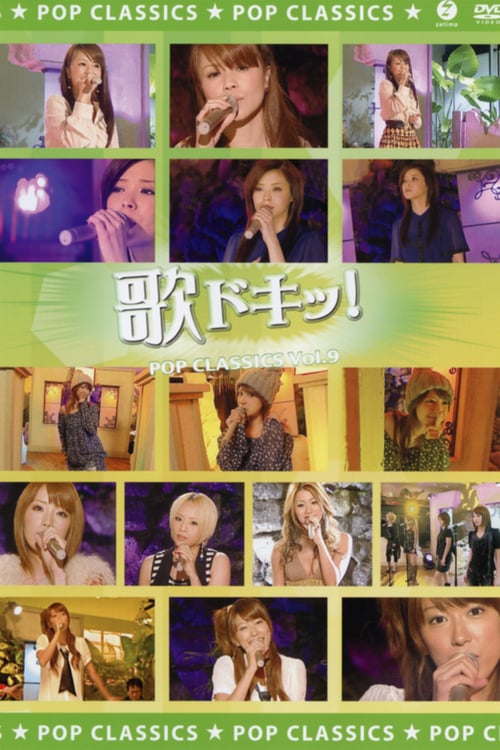 S ★ POP CLASSICS ★ POP CLASSICS ★
zetima
DVD
VIDEO
歌ドキッ!
POP CLASSICS Vol.9
S ★ POP CLASSICS ★ POP CLASSICS ★ POP CLASSICS